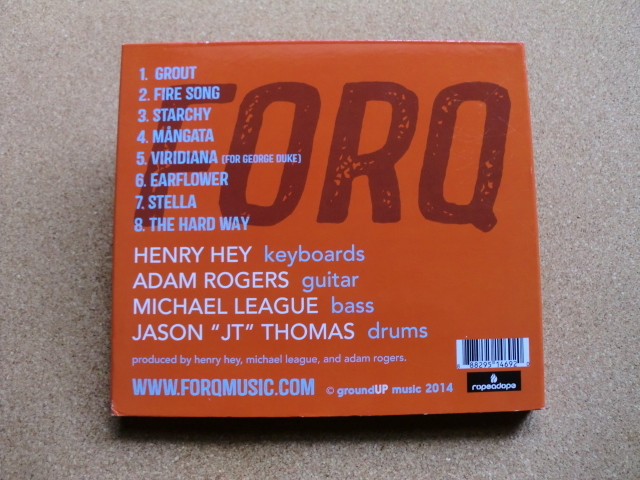 FORQ
1. GROUT
2. FIRE SONG
3. STARCHY
4. MÅNGATA
5. VIRIDIANA (FOR GEORGE DUKE)
6. EARFLOWER
7. STELLA
8. THE HARD WAY
HENRY HEY keyboards
ADAM ROGERS guitar
MICHAEL LEAGUE bass
JASON "JT" THOMAS drums
produced by henry hey, michael league, and adam rogers.
WWW.FORQMUSIC.COM
© groundUP music 2014
ropeadope